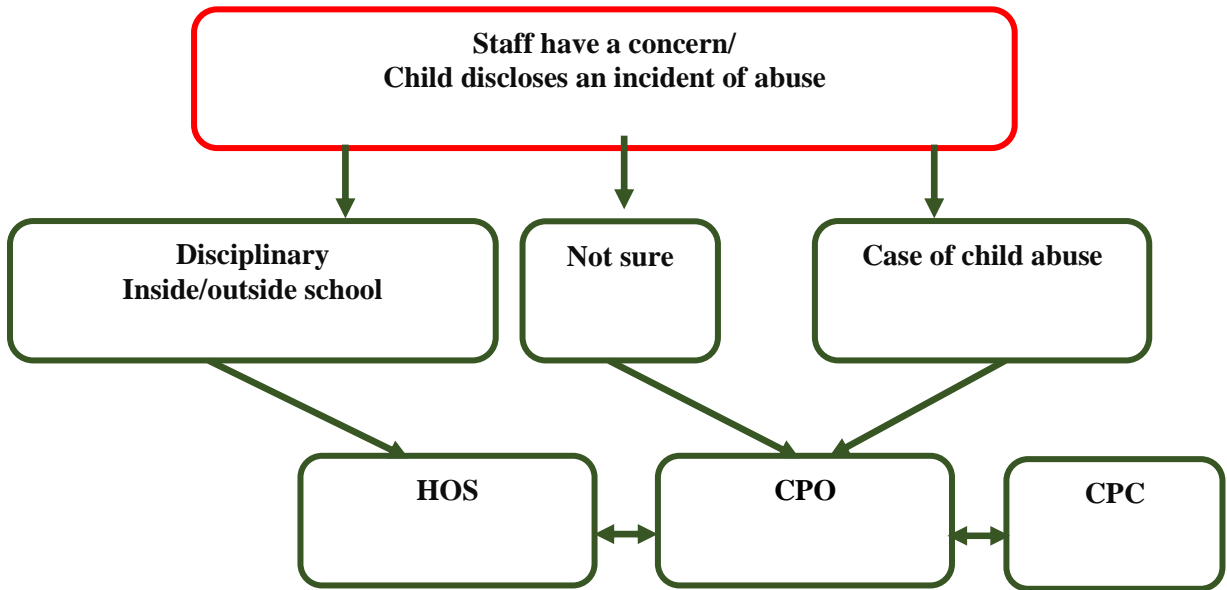 Staff have a concern/
Child discloses an incident of abuse
Disciplinary
Inside/outside school
Not sure
Case of child abuse
HOS
CPO
CPC